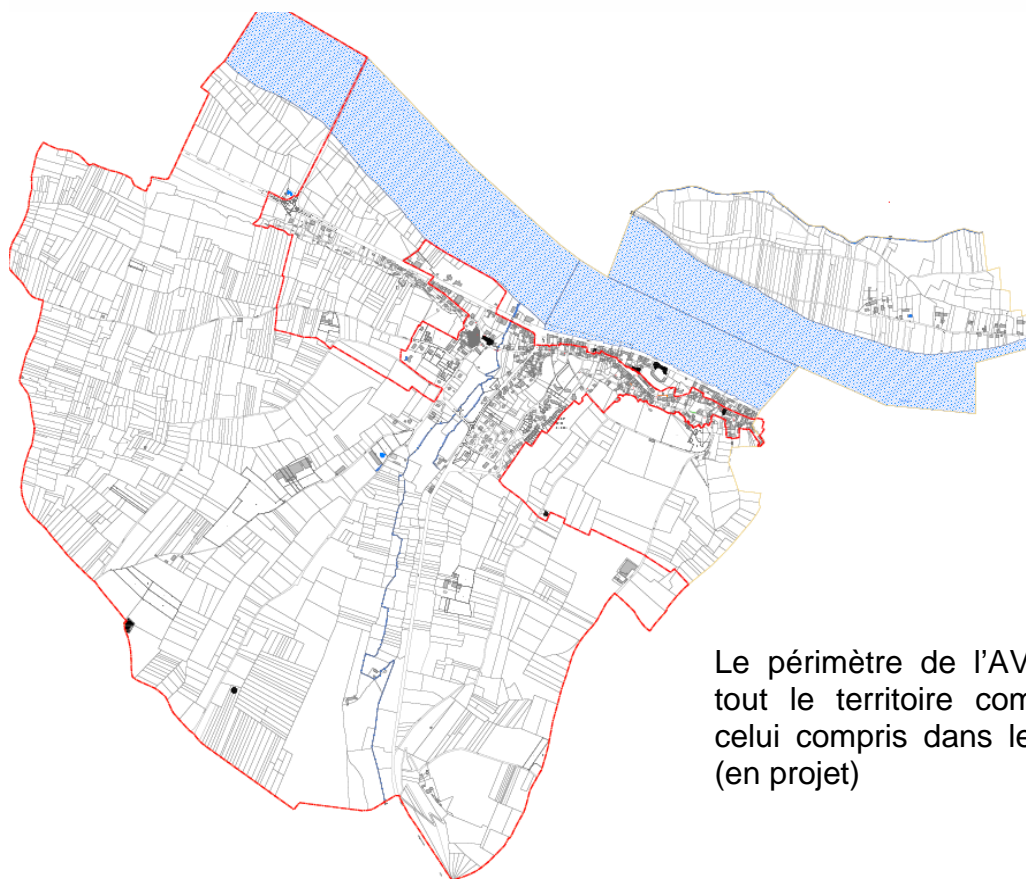 Le périmètre de l'AV
tout le territoire com
celui compris dans le
(en projet)